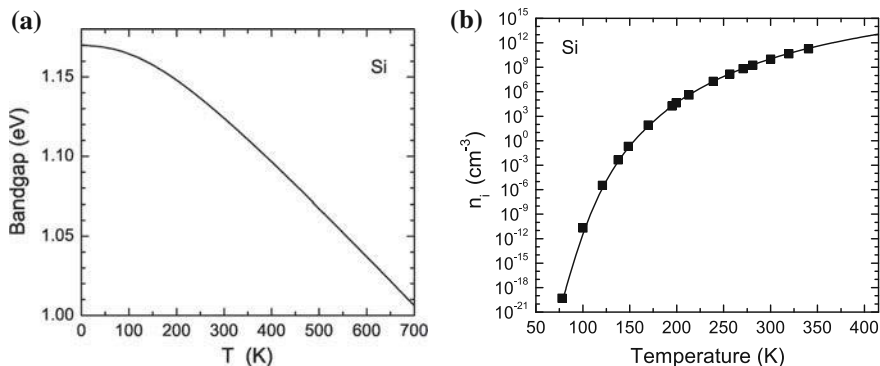 (a)
Si
Bandgap (eV)
1.15
1.10
1.05
1.00
0 100 200 300 400 500 600 700
T (K)
(b)
Si
n_i (cm^-3)
10^15
10^12
10^9
10^6
10^3
10^0
10^-3
10^-6
10^-9
10^-12
10^-15
10^-18
10^-21
50 100 150 200 250 300 350 400
Temperature (K)